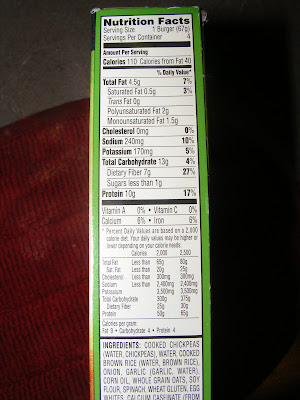 Nutrition Facts
Serving Size 1 Burger (67g)
Servings Per Container 4
Amount Per Serving
Calories 110 Calories from Fat 40
% Daily Value*
Total Fat 4.5g 7%
Saturated Fat 0.5g 3%
Trans Fat 0g
Polyunsaturated Fat 2g
Monounsaturated Fat 1.5g
Cholesterol 0mg 0%
Sodium 240mg 10%
Potassium 170mg 5%
Total Carbohydrate 13g 4%
Dietary Fiber 7g 27%
Sugars less than 1g
Protein 10g 17%
Vitamin A 0% • Vitamin C 0%
Calcium 6% • Iron 6%
* Percent Daily Values are based on a 2,000
calorie diet. Your daily values may be higher
or lower depending on your calorie needs:
Calories 2,000 2,500
Total Fat Less than 65g 80g
Sat. Fat Less than 20g 25g
Cholesterol Less than 300mg 300mg
Sodium Less than 2,400mg 2,400mg
Potassium 3,500mg 3,500mg
Total Carbohydrate 300g 375g
Dietary Fiber 25g 30g
Protein 50g 65g
Calories per gram:
Fat 9 • Carbohydrate 4 • Protein 4
INGREDIENTS: COOKED CHICKPEAS
(WATER, CHICKPEAS), WATER, COOKED
BROWN RICE (WATER, BROWN RICE),
ONION, GARLIC (GARLIC, WATER),
CORN OIL, WHOLE GRAIN OATS, SOY
FLOUR, SPINACH, WHEAT GLUTEN, EGG
WHITES, CALCIUM CASEINATE (FROM